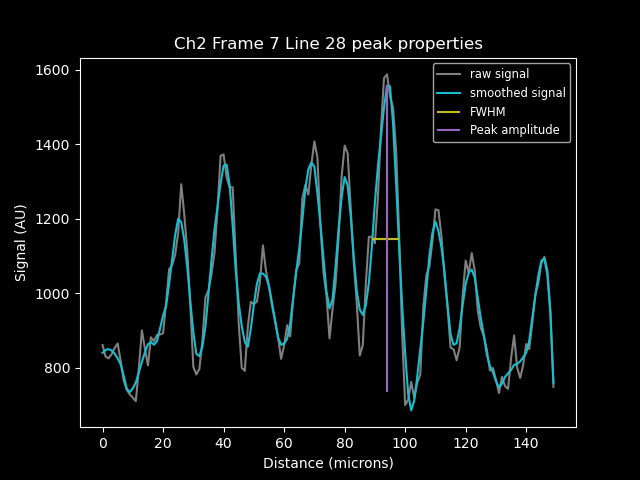 Ch2 Frame 7 Line 28 peak properties
raw signal
smoothed signal
FWHM
Peak amplitude
Signal (AU)
1600
1400
1200
1000
800
0 20 40 60 80 100 120 140
Distance (microns)